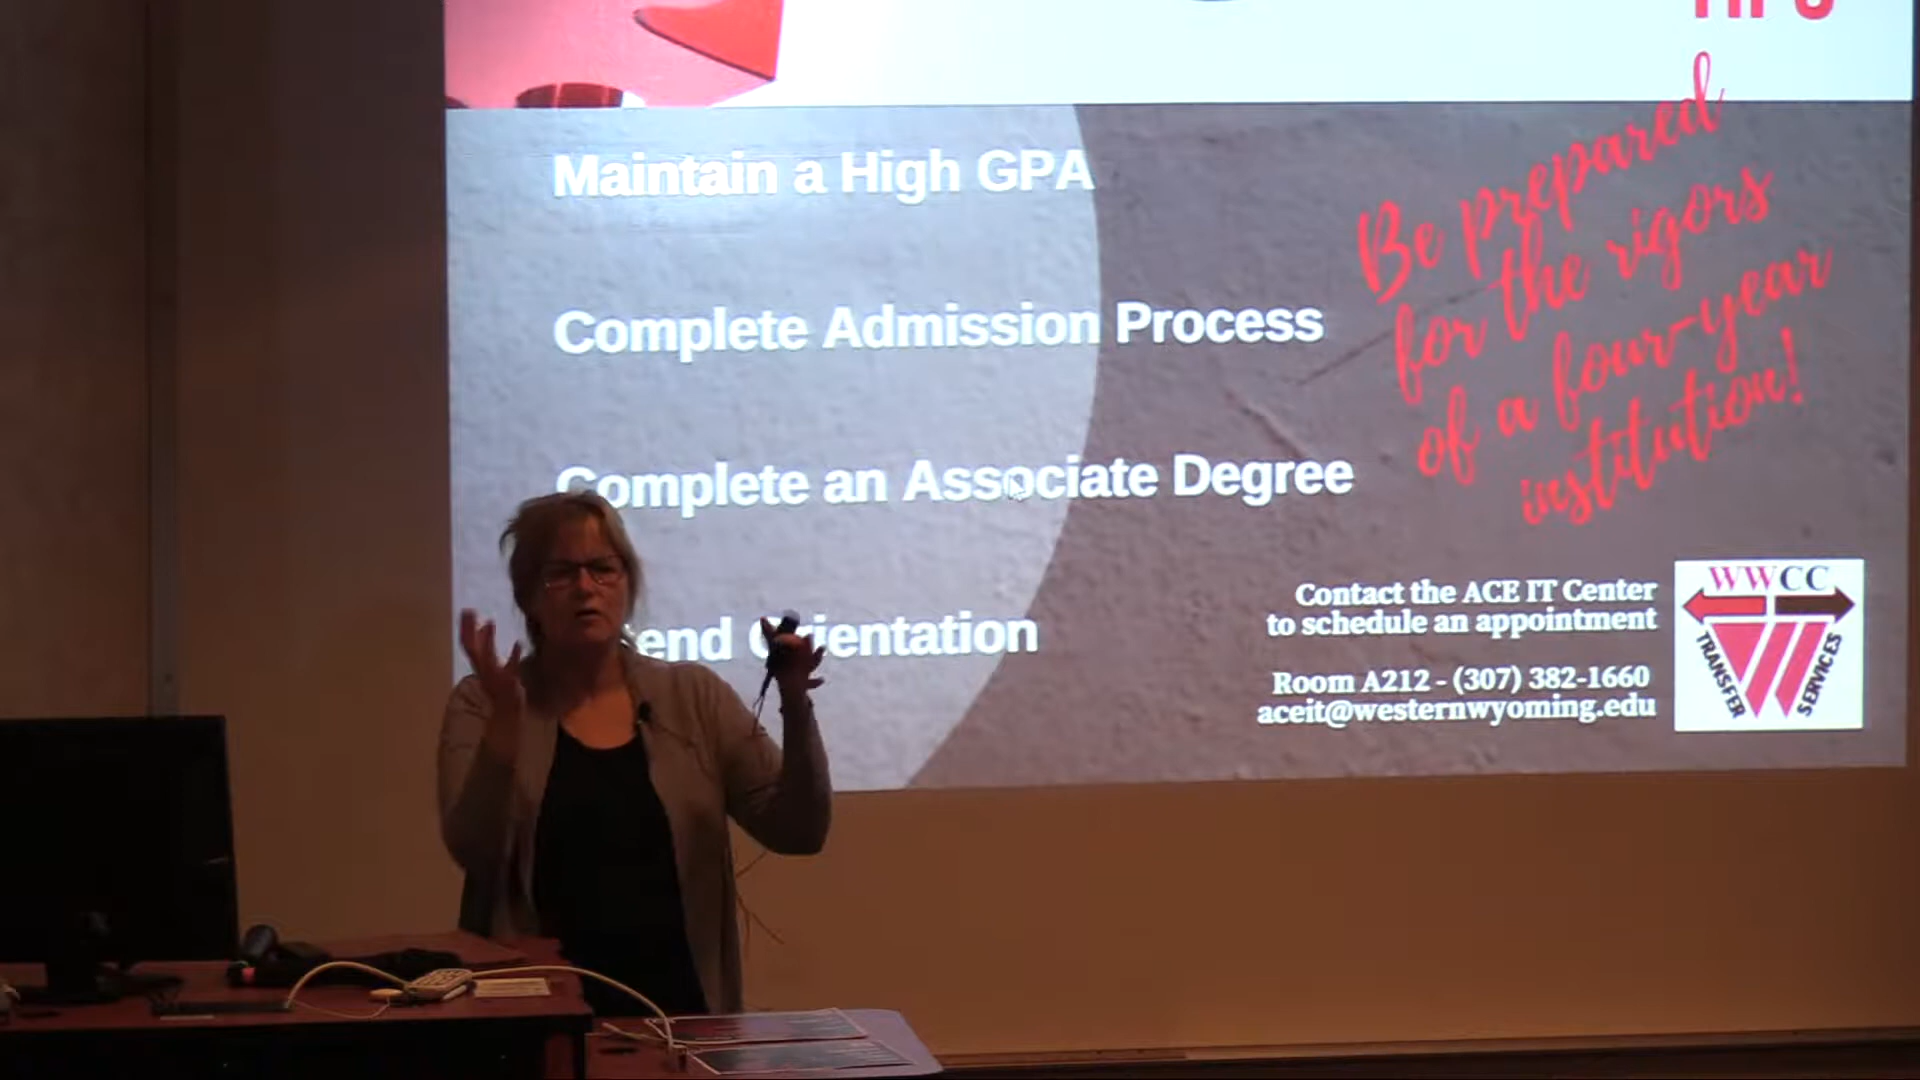 Maintain a High GPA
Complete Admission Process
Complete an Associate Degree
Orientation
Be prepared
for the rigors
of a four-year
institution!
Contact the ACE IT Center
to schedule an appointment
Room A212 - (307) 382-1660
aceit@westernwyoming.edu
WWCC
TRANSFER
SERVICES